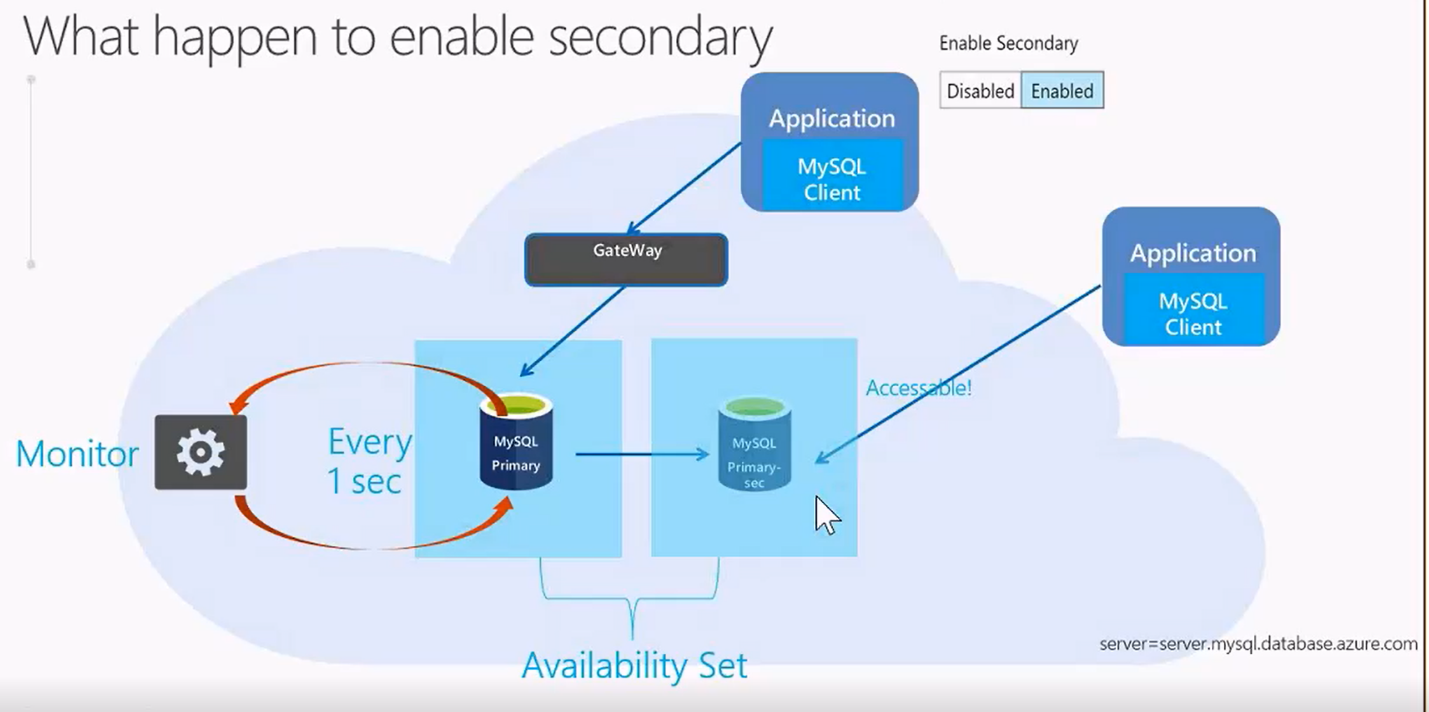 What happen to enable secondary
Enable Secondary
Disabled Enabled
Application
MySQL
Client
GateWay
Application
MySQL
Client
Accessable!
Monitor
Every
1 sec
MySQL
Primary
MySQL
Primary-
sec
Availability Set
server=server.mysql.database.azure.com